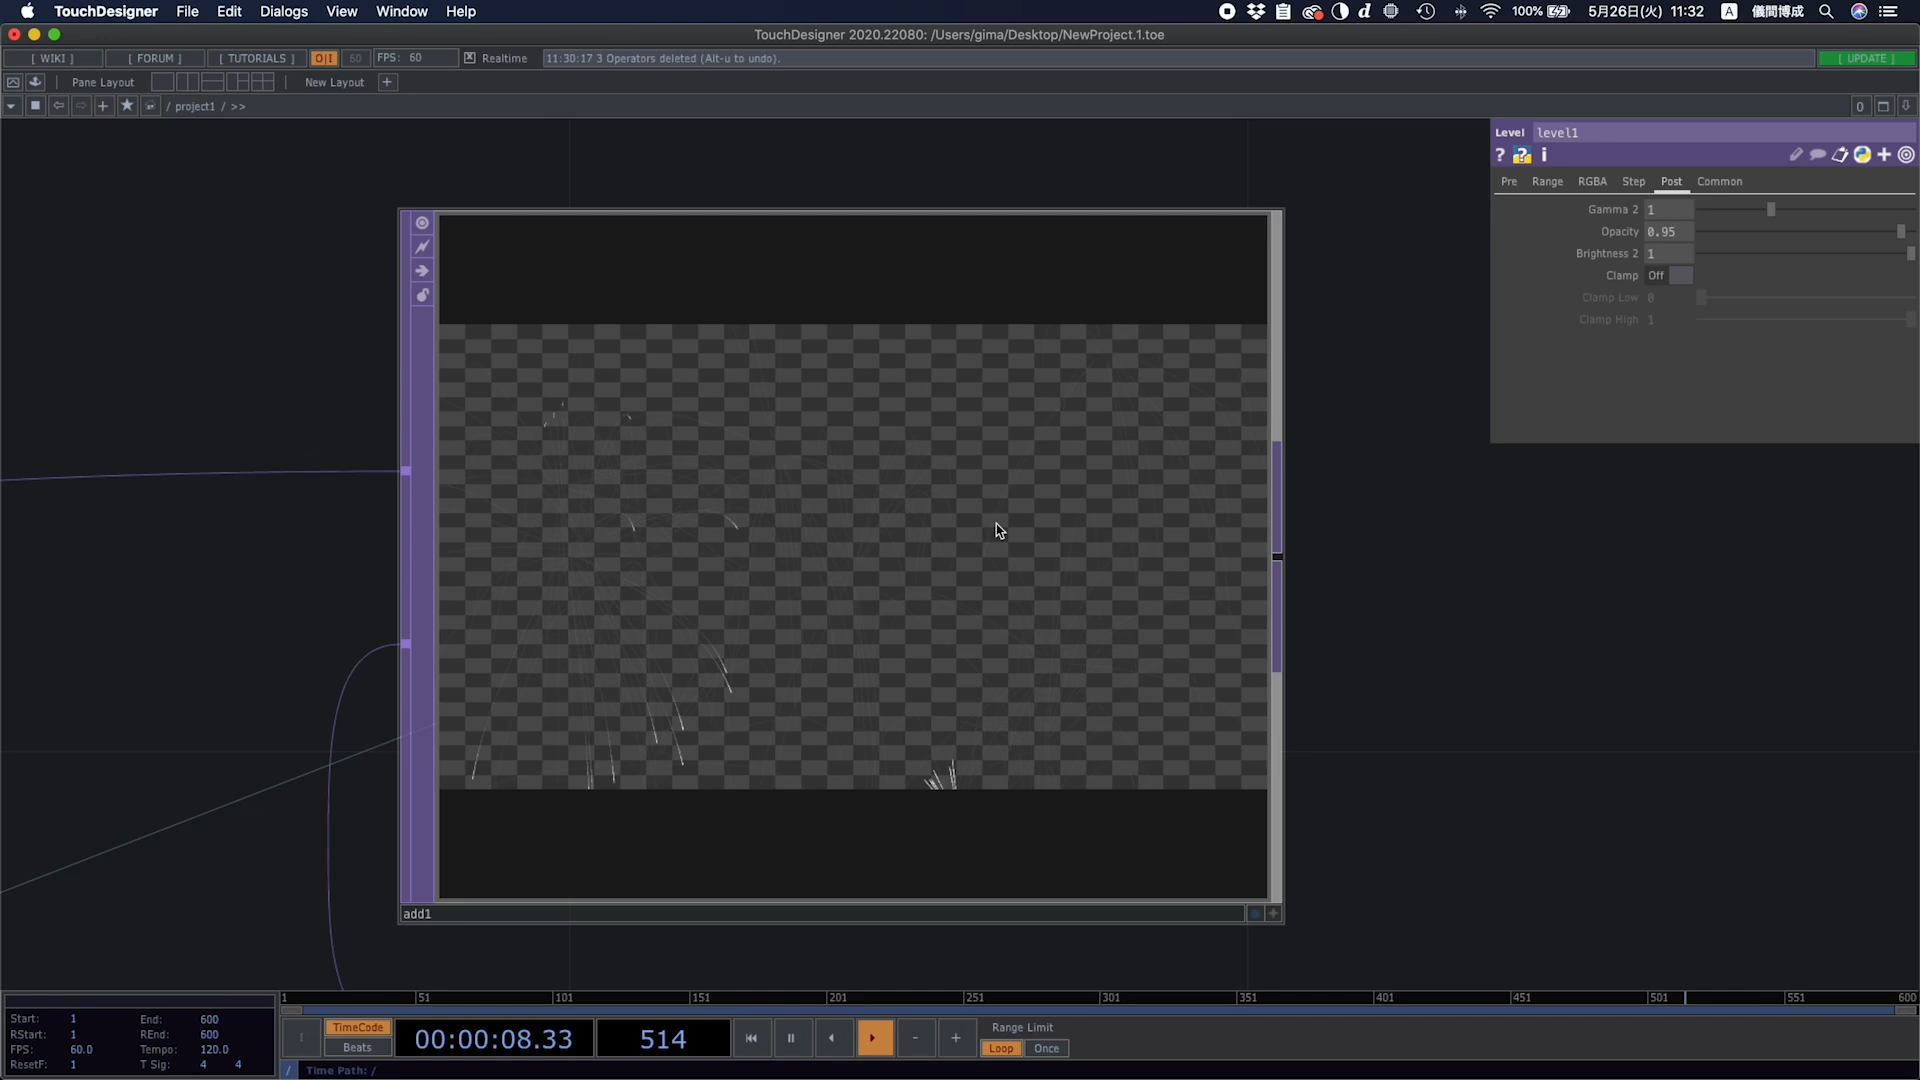 TouchDesigner File Edit Dialogs View Window Help 100% 5月26日(火) 11:32 A 儀間博成
TouchDesigner 2020.22080: /Users/gima/Desktop/NewProject.1.toe
[ WIKI ] [ FORUM ] [ TUTORIALS ] O|I 60 FPS: 60 Realtime 11:30:17 3 Operators deleted (Alt-u to undo). [ UPDATE ]
Pane Layout New Layout +
/ project1 / >> 0
Level level1
? ? i
Pre Range RGBA Step Post Common
Gamma 2 1
Opacity 0.95
Brightness 2 1
Clamp Off
Clamp Low 0
Clamp High 1
add1
1 51 101 151 201 251 301 351 401 451 501 551 600
Start: 1 End: 600
RStart: 1 REnd: 600
FPS: 60.0 Tempo: 120.0
ResetF: 1 T Sig: 4 4
TimeCode
Beats
00:00:08.33 514
- +
Range Limit
Loop Once
/ Time Path: /